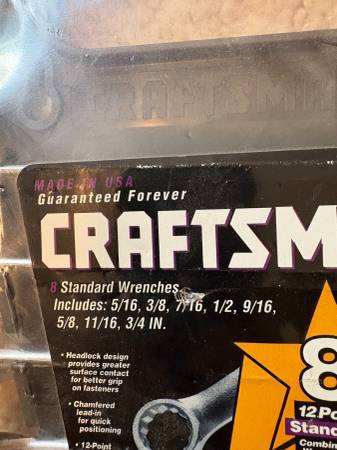 CRAFTSM
MADE IN USA
Guaranteed Forever
CRAFTSM
8 Standard Wrenches
Includes: 5/16, 3/8, 7/16, 1/2, 9/16,
5/8, 11/16, 3/4 IN.
• Headlock design
provides greater
surface contact
for better grip
on fasteners
• Chamfered
lead-in
for quick
positioning
• 12-Point
8
12-Po
Stand
Combin